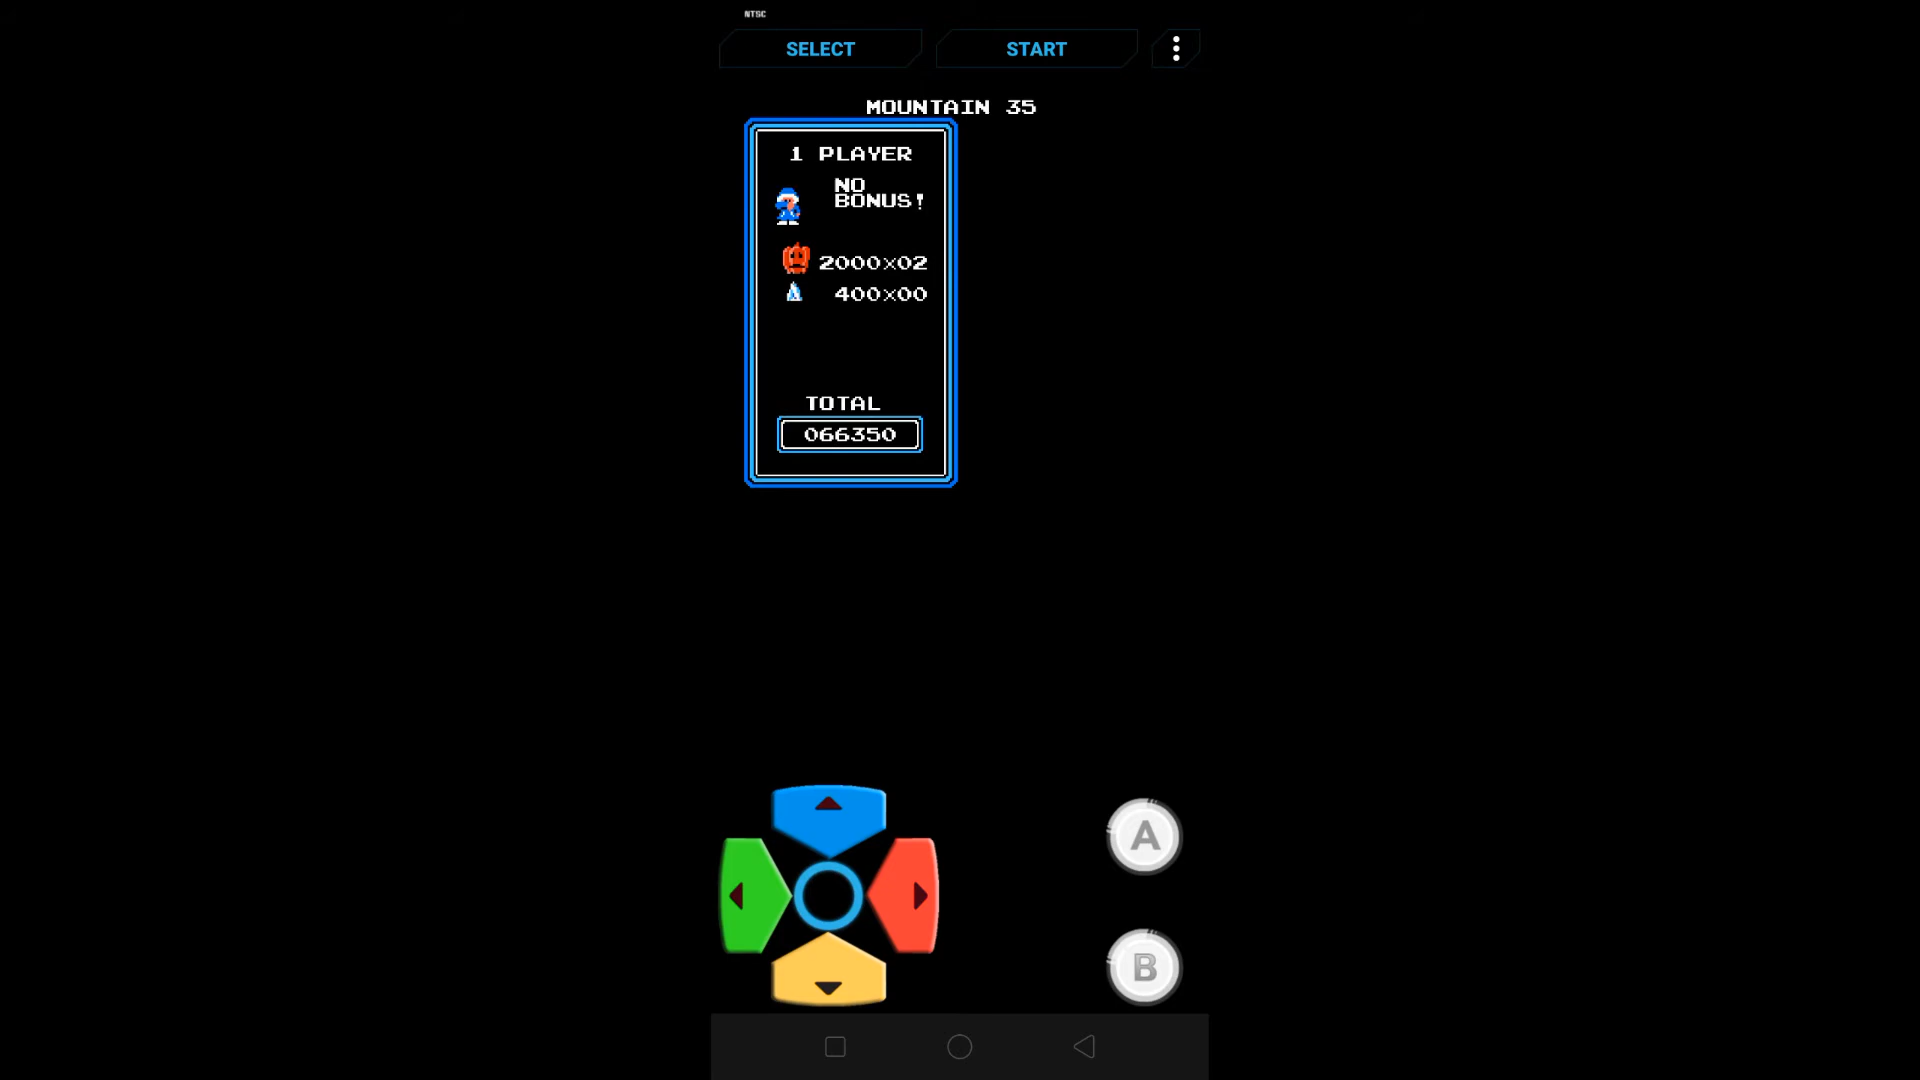 NTSC
SELECT
START
MOUNTAIN 35
1 PLAYER
NO
BONUS!
2000×02
400×00
TOTAL
066350
A
B